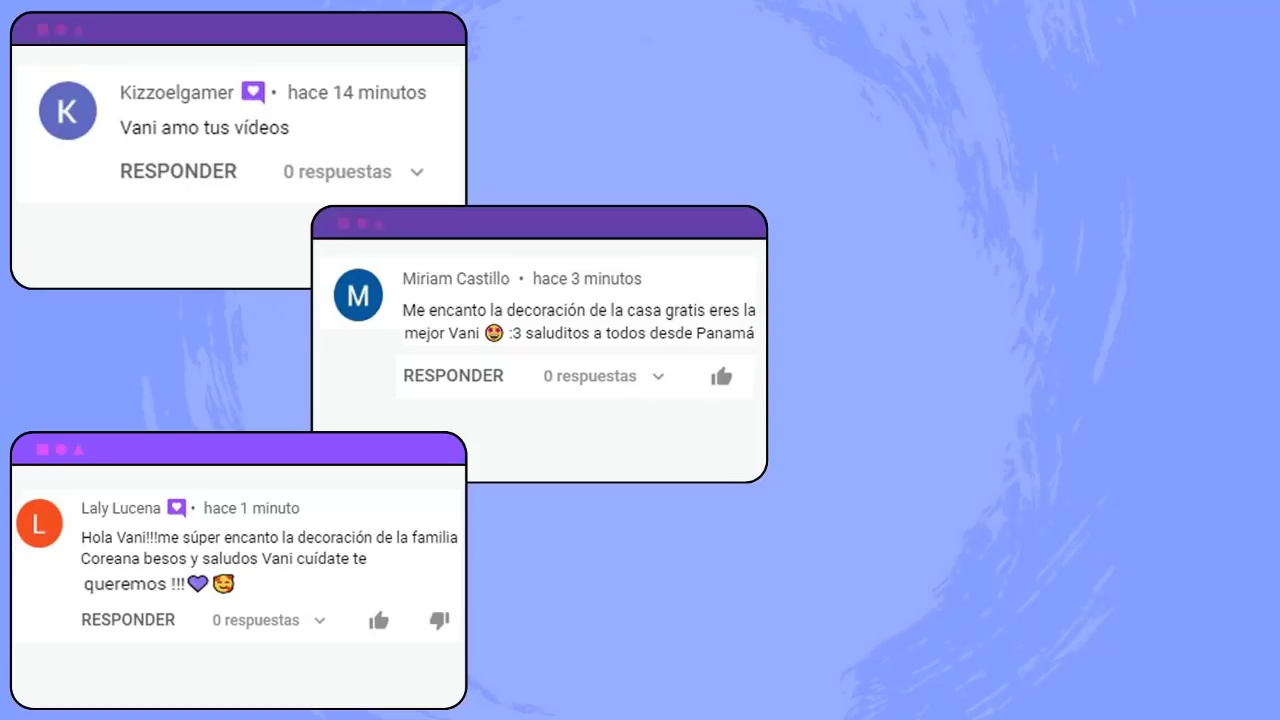 K
Kizzoelgamer • hace 14 minutos
Vani amo tus vídeos
RESPONDER 0 respuestas
M
Miriam Castillo • hace 3 minutos
Me encanto la decoración de la casa gratis eres la
mejor Vani 🤩 :3 saluditos a todos desde Panamá
RESPONDER 0 respuestas
L
Laly Lucena • hace 1 minuto
Hola Vani!!!me súper encanto la decoración de la familia
Coreana besos y saludos Vani cuídate te
queremos !!!💜🥰
RESPONDER 0 respuestas